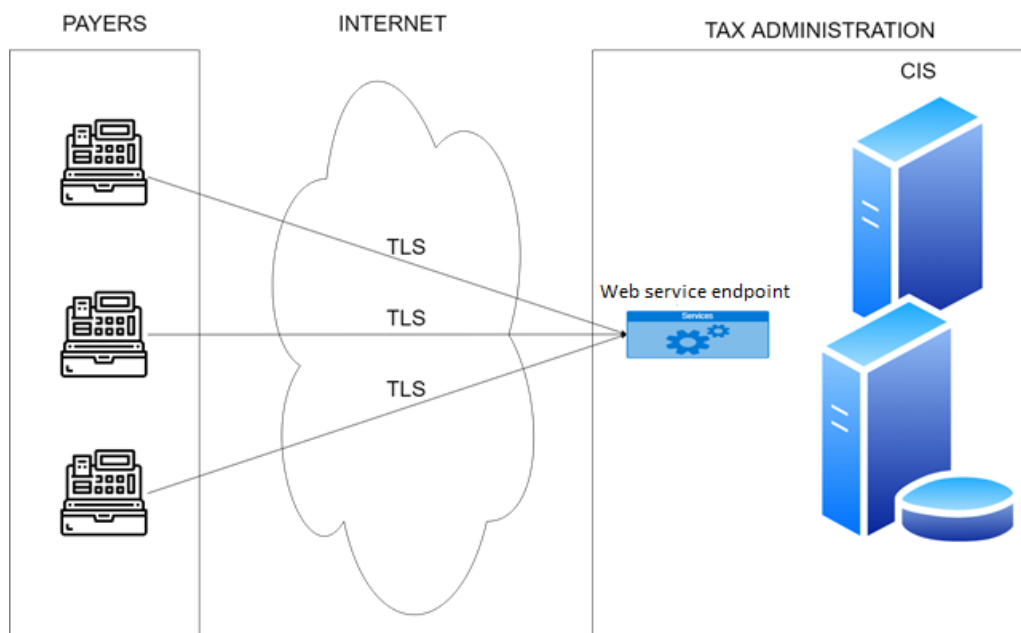 PAYERS
INTERNET
TAX ADMINISTRATION
CIS
TLS
Web service endpoint
Services
TLS
TLS